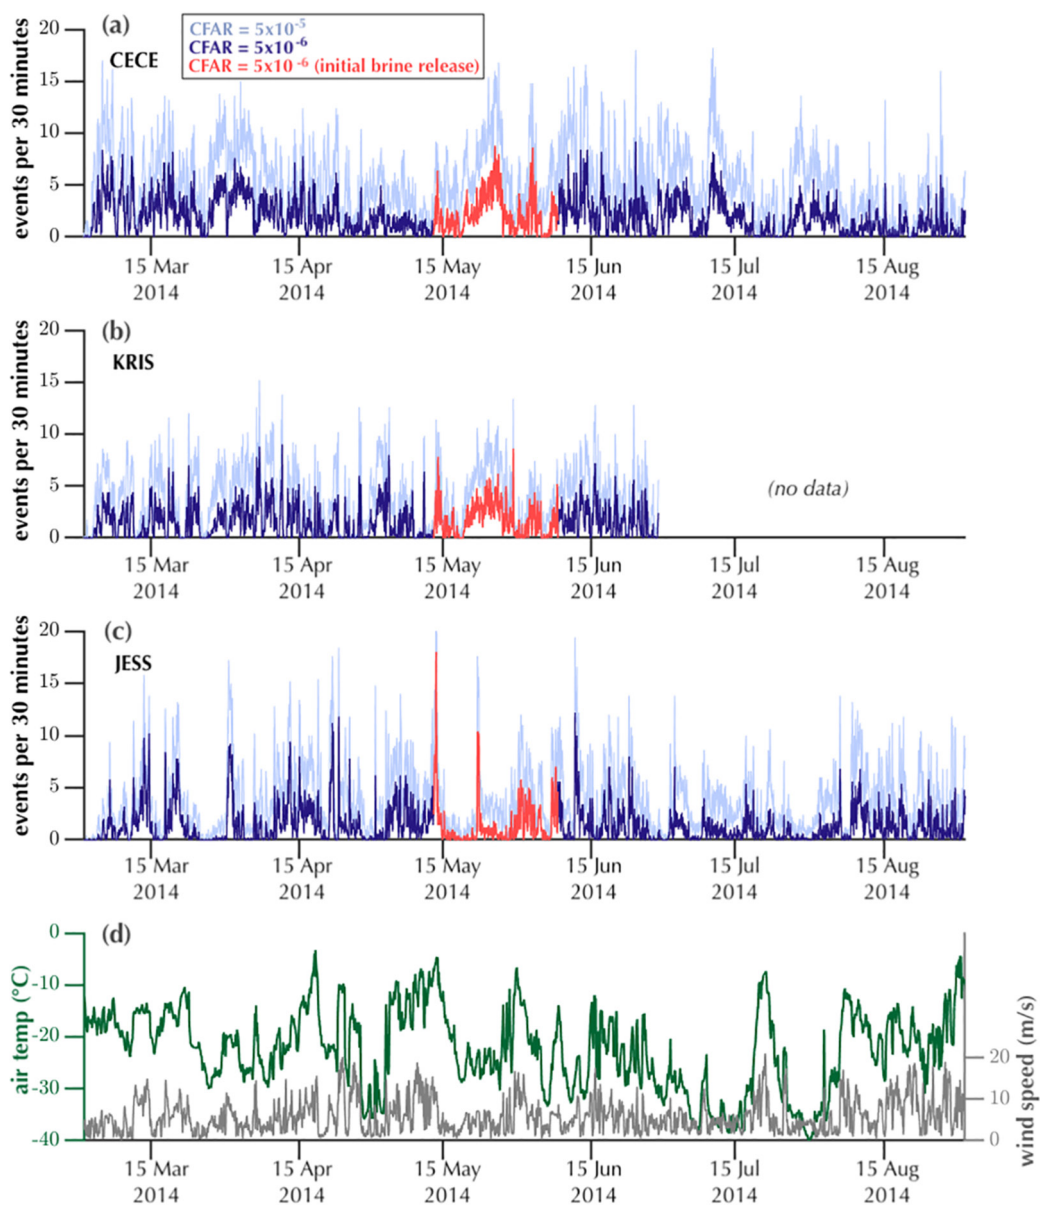 (a)
CECE
CFAR = 5x10-5
CFAR = 5x10-6
CFAR = 5x10-6 (initial brine release)
events per 30 minutes
20
15
10
5
0
15 Mar 2014
15 Apr 2014
15 May 2014
15 Jun 2014
15 Jul 2014
15 Aug 2014
(b)
KRIS
events per 30 minutes
20
15
10
5
0
(no data)
15 Mar 2014
15 Apr 2014
15 May 2014
15 Jun 2014
15 Jul 2014
15 Aug 2014
(c)
JESS
events per 30 minutes
20
15
10
5
0
15 Mar 2014
15 Apr 2014
15 May 2014
15 Jun 2014
15 Jul 2014
15 Aug 2014
(d)
air temp (°C)
0
-10
-20
-30
-40
wind speed (m/s)
20
10
0
15 Mar 2014
15 Apr 2014
15 May 2014
15 Jun 2014
15 Jul 2014
15 Aug 2014